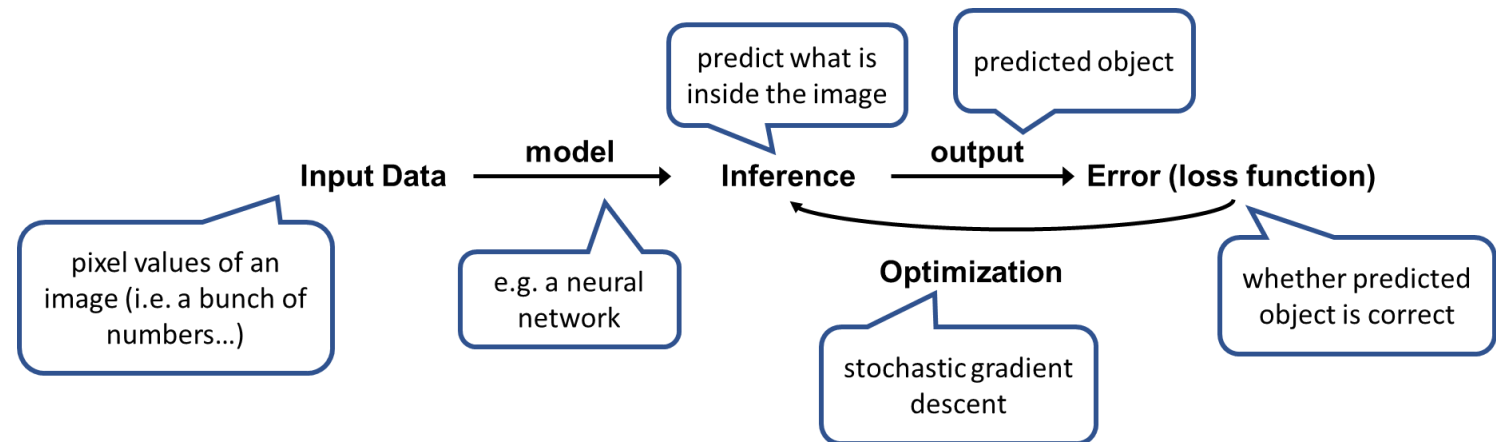 predict what is
inside the image
predicted object
model
output
Input Data
Inference
Error (loss function)
pixel values of an
image (i.e. a bunch of
numbers...)
e.g. a neural
network
Optimization
whether predicted
object is correct
stochastic gradient
descent